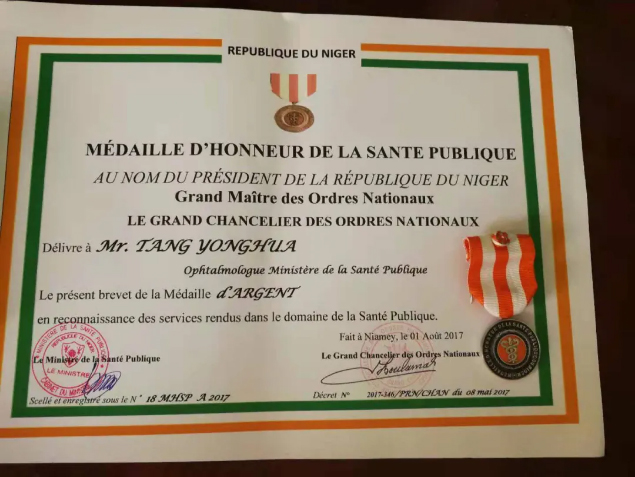 REPUBLIQUE DU NIGER
MÉDAILLE D'HONNEUR DE LA SANTE PUBLIQUE
AU NOM DU PRÉSIDENT DE LA RÉPUBLIQUE DU NIGER
Grand Maître des Ordres Nationaux
LE GRAND CHANCELIER DES ORDRES NATIONAUX
Délivre à Mr. TANG YONGHUA
Ophtalmologue Ministère de la Santé Publique
Le présent brevet de la Médaille d'ARGENT
en reconnaissance des services rendus dans le domaine de la Santé Publique.
Fait à Niamey, le 01 Août 2017
Le Ministre de la Santé Publique
Le Grand Chancelier des Ordres Nationaux
LE MINISTRE
Scellé et enregistré sous le N° 18 MHSP A 2017
Décret N° 2017-346/PRN/CHAN du 08 mai 2017